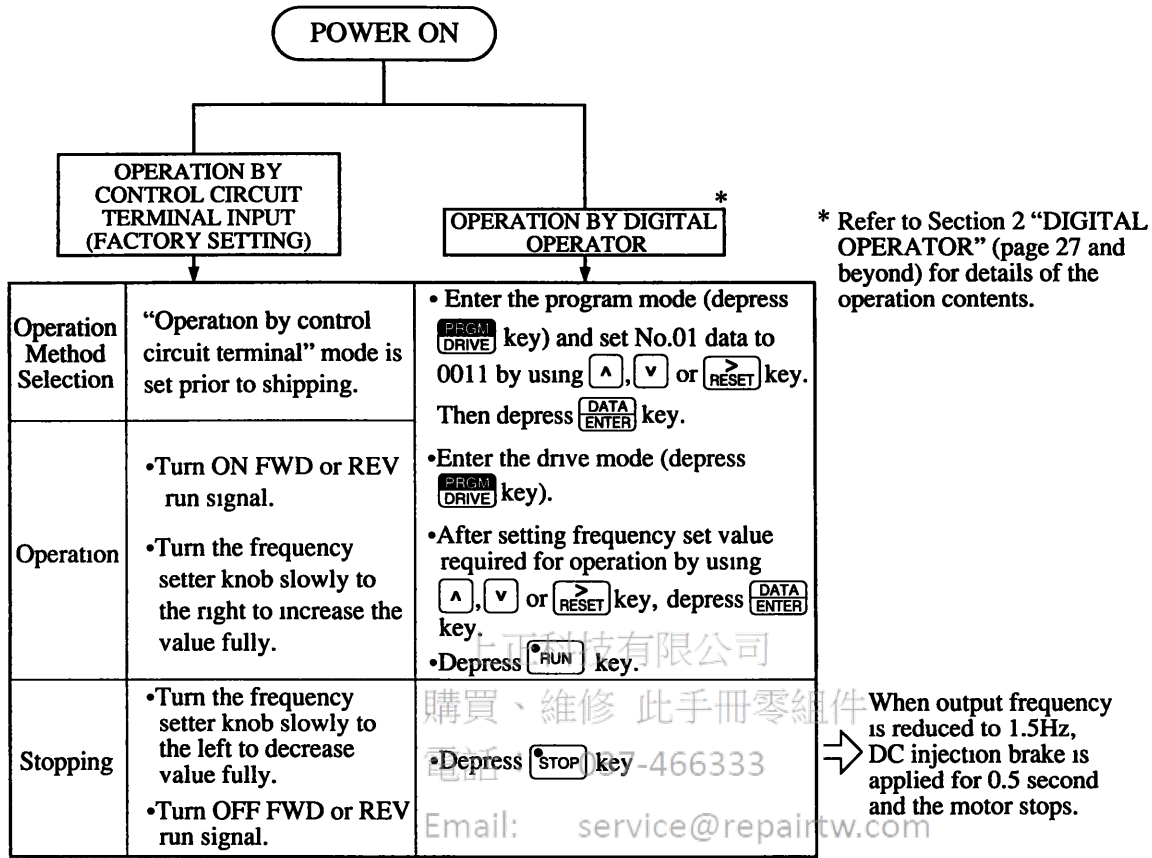 POWER ON
OPERATION BY
CONTROL CIRCUIT
TERMINAL INPUT
(FACTORY SETTING)
*
OPERATION BY DIGITAL
OPERATOR
* Refer to Section 2 “DIGITAL
OPERATOR” (page 27 and
beyond) for details of the
operation contents.
Operation
Method
Selection
“Operation by control
circuit terminal” mode is
set prior to shipping.
• Enter the program mode (depress
PRGM DRIVE key) and set No.01 data to
0011 by using ∧, ∨ or > RESET key.
Then depress DATA ENTER key.
Operation
•Turn ON FWD or REV
run signal.
•Turn the frequency
setter knob slowly to
the right to increase the
value fully.
•Enter the drive mode (depress
PRGM DRIVE key).
•After setting frequency set value
required for operation by using
∧, ∨ or > RESET key, depress DATA ENTER
key.
•Depress RUN key.
Stopping
•Turn the frequency
setter knob slowly to
the left to decrease
value fully.
•Turn OFF FWD or REV
run signal.
•Depress STOP key
When output frequency
is reduced to 1.5Hz,
DC injection brake is
applied for 0.5 second
and the motor stops.
上正科技有限公司
購買、維修 此手冊零組件
037-466333
Email: service@repairtw.com